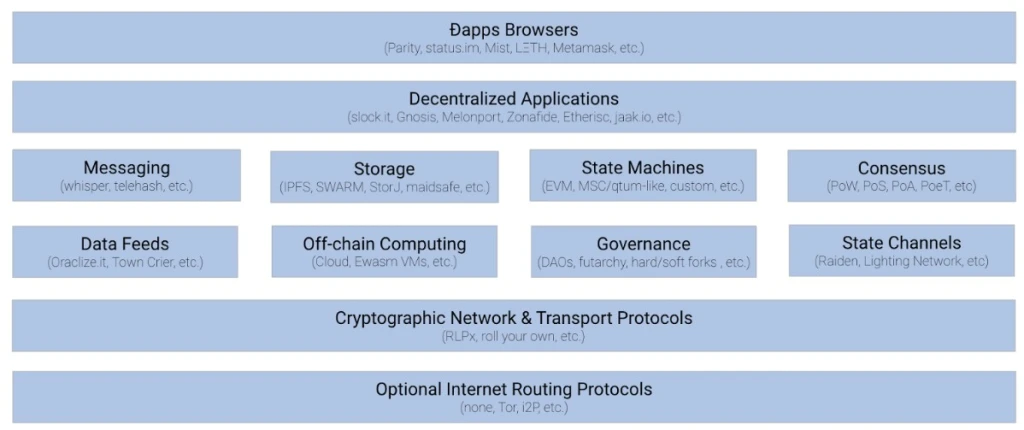 Ðapps Browsers
(Parity, status.im, Mist, LΞTH, Metamask, etc.)
Decentralized Applications
(slock.it, Gnosis, Melonport, Zonafide, Etherisc, jaak.io, etc.)
Messaging
(whisper, telehash, etc.)
Storage
(IPFS, SWARM, StorJ, maidsafe, etc.)
State Machines
(EVM, MSC/qtum-like, custom, etc.)
Consensus
(PoW, PoS, PoA, PoeT, etc)
Data Feeds
(Oraclize.it, Town Crier, etc.)
Off-chain Computing
(Cloud, Ewasm VMs, etc.)
Governance
(DAOs, futarchy, hard/soft forks , etc.)
State Channels
(Raiden, Lighting Network, etc)
Cryptographic Network & Transport Protocols
(RLPx, roll your own, etc.)
Optional Internet Routing Protocols
(none, Tor, i2P, etc.)